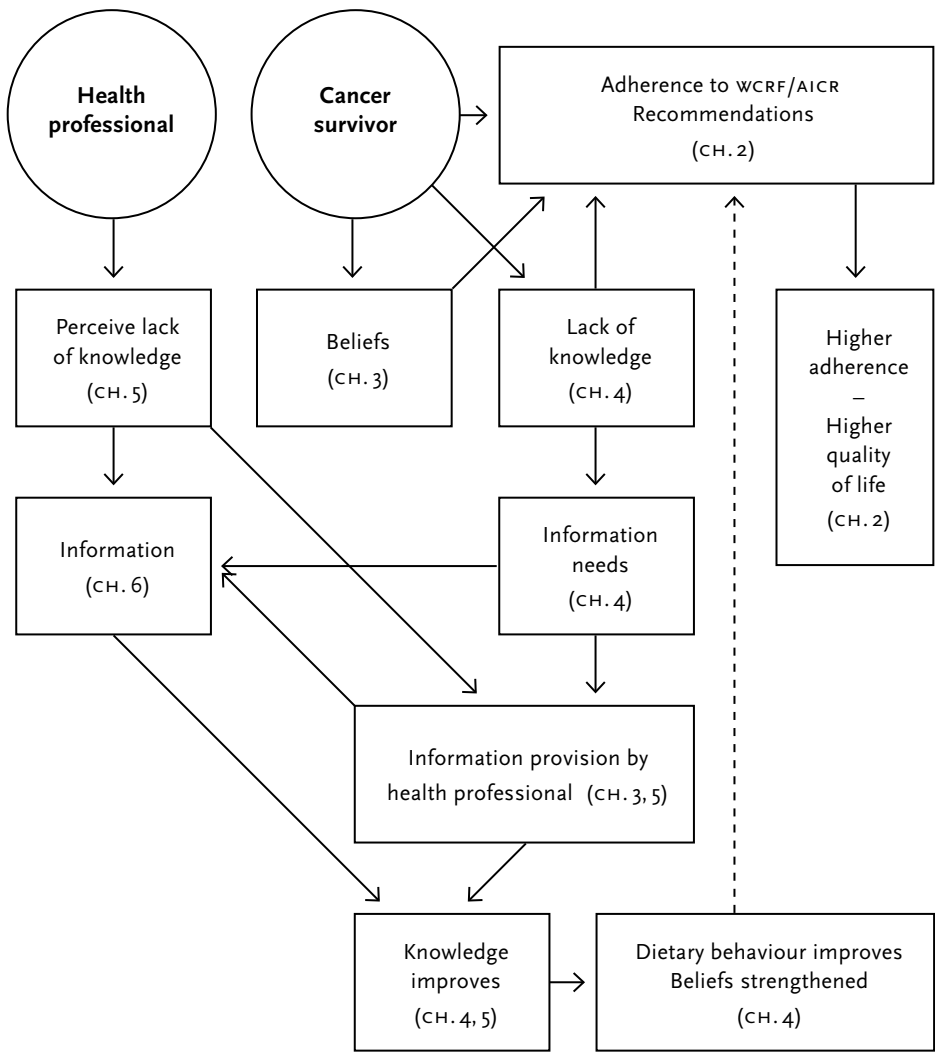 Health
professional
Cancer
survivor
Adherence to WCRF/AICR
Recommendations
(CH. 2)
Perceive lack
of knowledge
(CH. 5)
Beliefs
(CH. 3)
Lack of
knowledge
(CH. 4)
Higher
adherence
–
Higher
quality
of life
(CH. 2)
Information
(CH. 6)
Information
needs
(CH. 4)
Information provision by
health professional (CH. 3, 5)
Knowledge
improves
(CH. 4, 5)
Dietary behaviour improves
Beliefs strengthened
(CH. 4)